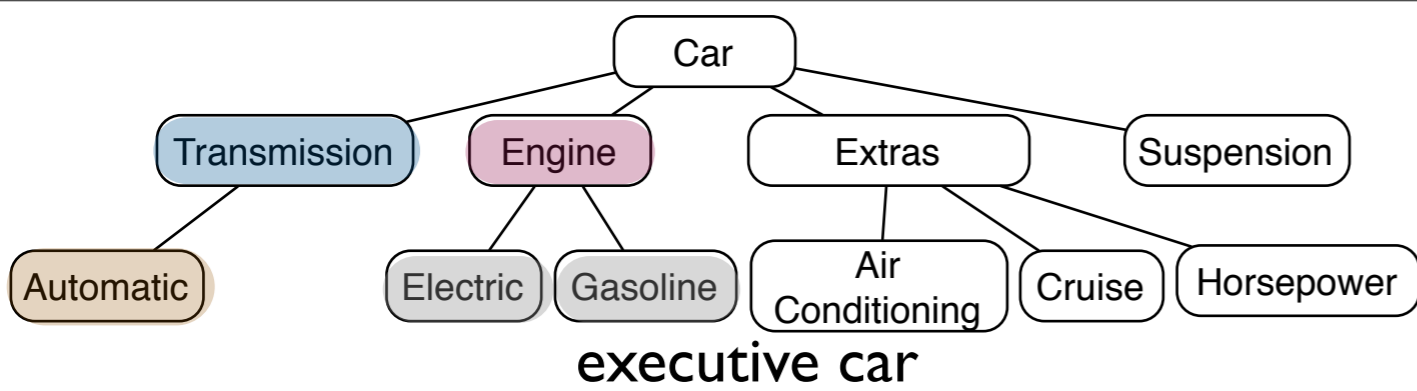 Car
Transmission
Engine
Extras
Suspension
Automatic
Electric
Gasoline
Air
Conditioning
Cruise
Horsepower
executive car